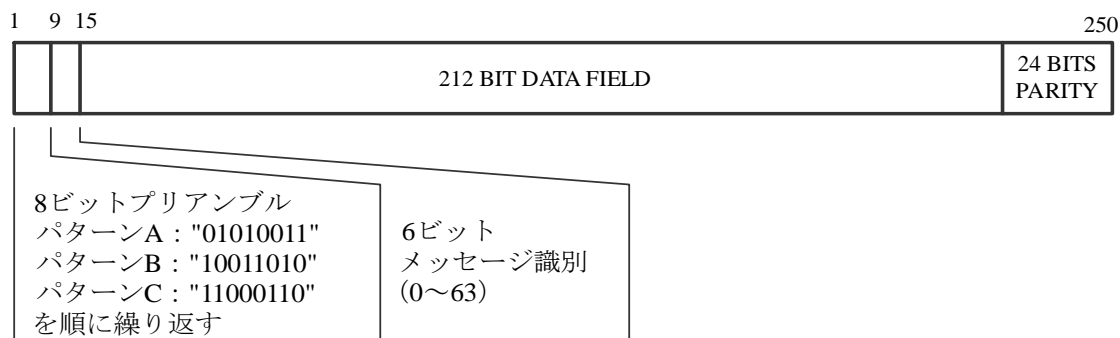 1 9 15 250
212 BIT DATA FIELD
24 BITS
PARITY
8ビットプリアンブル
パターンA:"01010011"
パターンB:"10011010"
パターンC:"11000110"
を順に繰り返す
6ビット
メッセージ識別
(0~63)